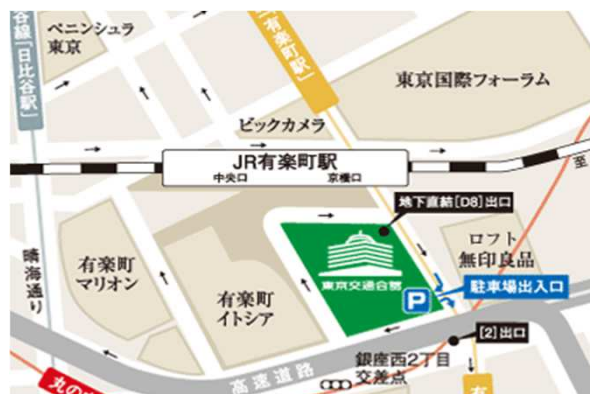 ペニンシュラ
東京
谷線「日比谷駅」
有楽町駅」
東京国際フォーラム
ビックカメラ
JR有楽町駅
中央口
京橋口
至
地下直結[D8]出口
ロフト
無印良品
東京交通会館
晴海通り
有楽町
マリオン
有楽町
イトシア
P
駐車場出入口
[2]出口
銀座西2丁目
交差点
高速道路
丸の
有